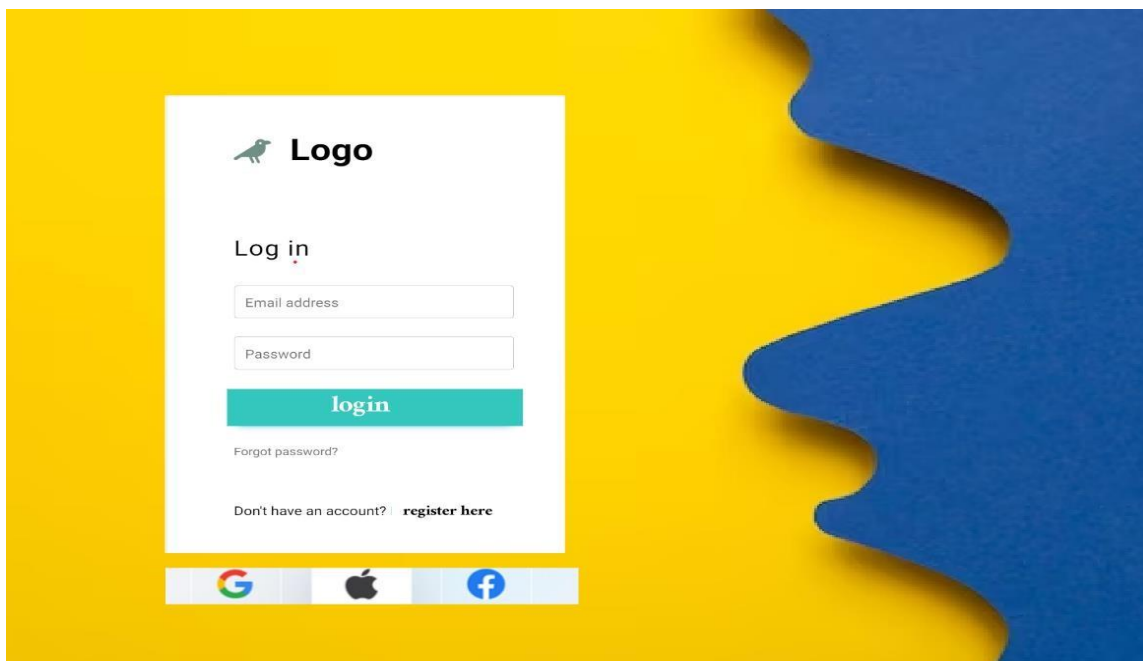 Logo
Log in
Email address
Password
login
Forgot password?
Don't have an account? register here